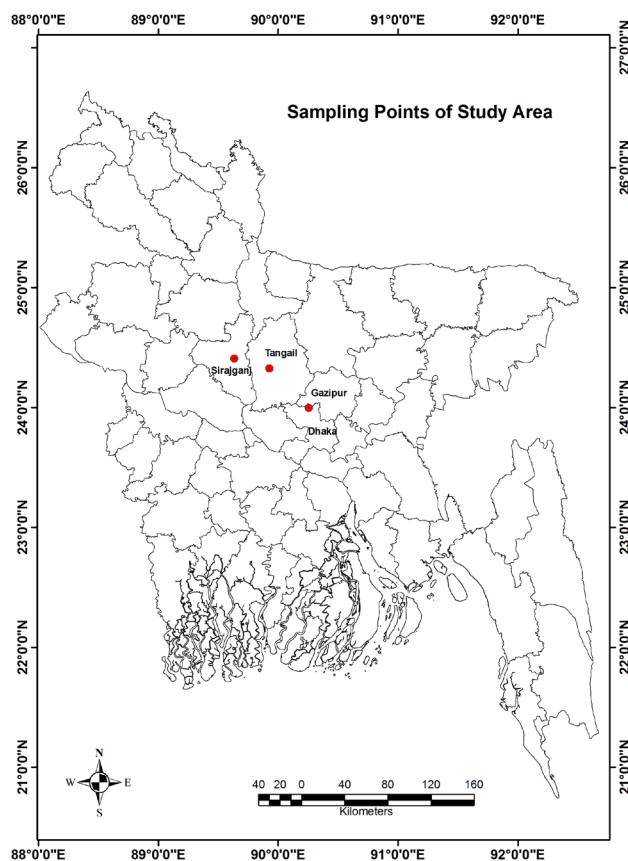 88°0'0"E 89°0'0"E 90°0'0"E 91°0'0"E 92°0'0"E
27°0'0"N
Sampling Points of Study Area
26°0'0"N 26°0'0"N
25°0'0"N 25°0'0"N
Tangail
Sirajganj
Gazipur
24°0'0"N 24°0'0"N
Dhaka
23°0'0"N 23°0'0"N
22°0'0"N 22°0'0"N
21°0'0"N 21°0'0"N
N
W E
S
40 20 0 40 80 120 160
Kilometers
88°0'0"E 89°0'0"E 90°0'0"E 91°0'0"E 92°0'0"E